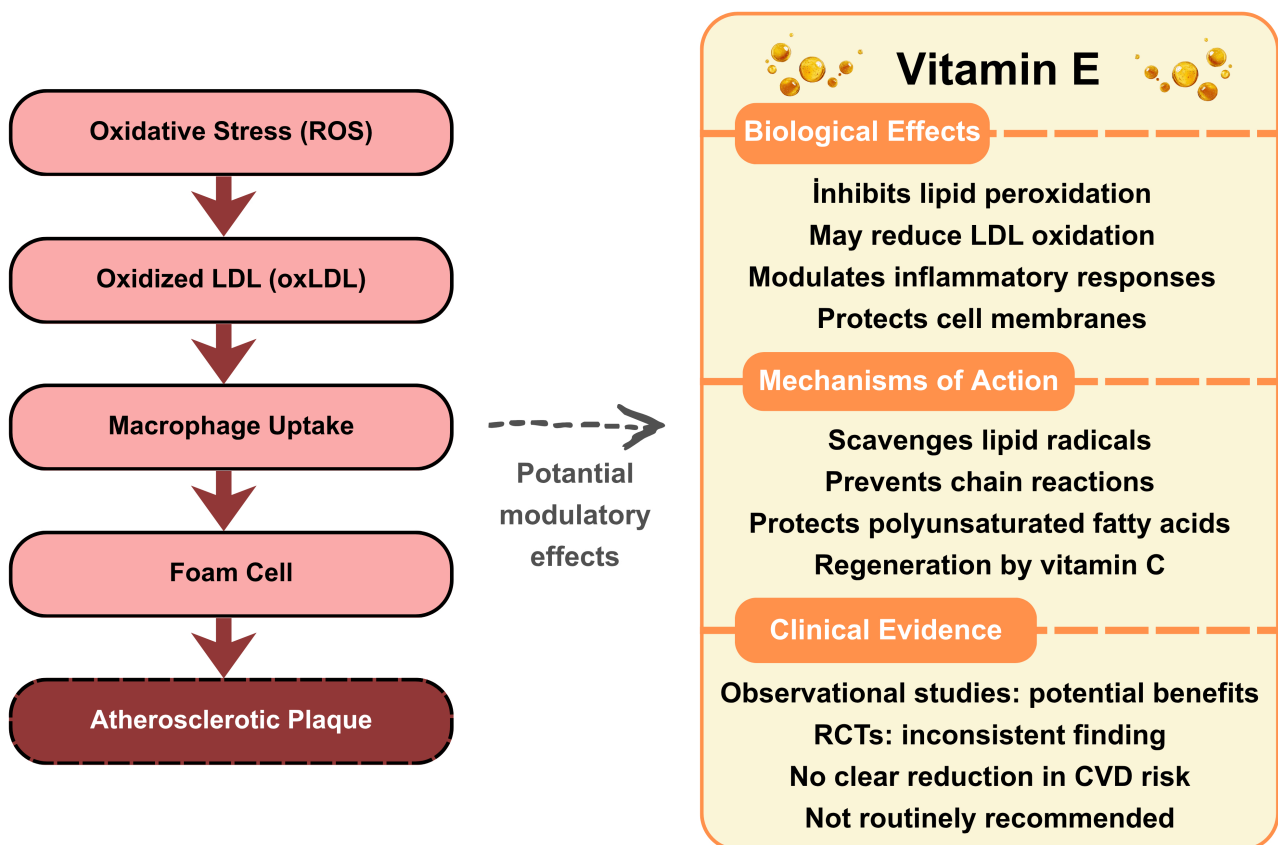 Oxidative Stress (ROS)
Oxidized LDL (oxLDL)
Macrophage Uptake
Foam Cell
Atherosclerotic Plaque
Potantial
modulatory
effects
Vitamin E
Biological Effects
İnhibits lipid peroxidation
May reduce LDL oxidation
Modulates inflammatory responses
Protects cell membranes
Mechanisms of Action
Scavenges lipid radicals
Prevents chain reactions
Protects polyunsaturated fatty acids
Regeneration by vitamin C
Clinical Evidence
Observational studies: potential benefits
RCTs: inconsistent finding
No clear reduction in CVD risk
Not routinely recommended